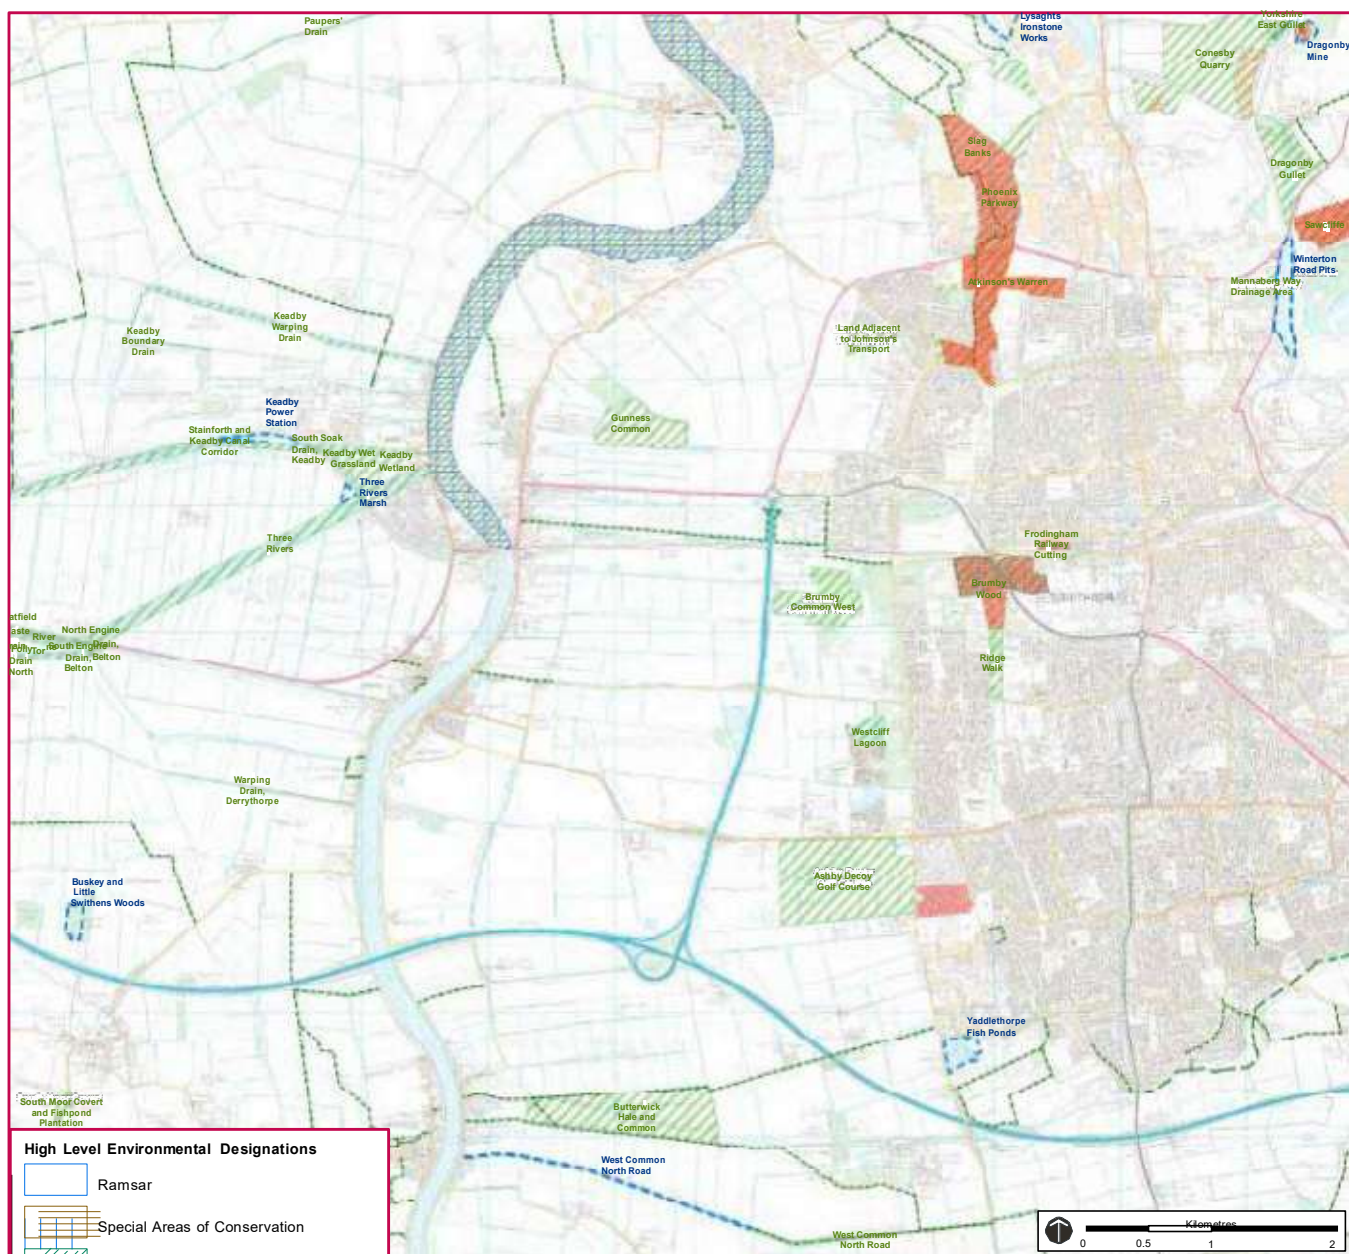 Paupers'
Drain
Lysaghts
Ironstone
Works
Yorkshire
East Gullet
Dragonby
Mine
Conesby
Quarry
Slag
Banks
Dragonby
Gullet
Phoenix
Parkway
Sawcliffe
Winterton
Road Pits
Atkinson's Warren
Mannaberg Way
Drainage Area
Keadby
Warping
Drain
Keadby
Boundary
Drain
Land Adjacent
to Johnson's
Transport
Keadby
Power
Station
Gunness
Common
Stainforth and
Keadby Canal
Corridor
South Soak
Drain,
Keadby
Keadby Wet
Grassland
Keadby
Wetland
Three
Rivers
Marsh
Three
Rivers
Frodingham
Railway
Cutting
Brumby
Wood
Brumby
Common West
North Engine
Drain,
Belton
South Engine
Drain,
Belton
River
Drain
North
Ridge
Walk
Westcliff
Lagoon
Warping
Drain,
Derrythorpe
Buskey and
Little
Swithens Woods
Ashby Decoy
Golf Course
Yaddlethorpe
Fish Ponds
South Moor Covert
and Fishpond
Plantation
Butterwick
Hale and
Common
West Common
North Road
West Common
North Road
High Level Environmental Designations
Ramsar
Special Areas of Conservation
Kilometres
0 0.5 1 2